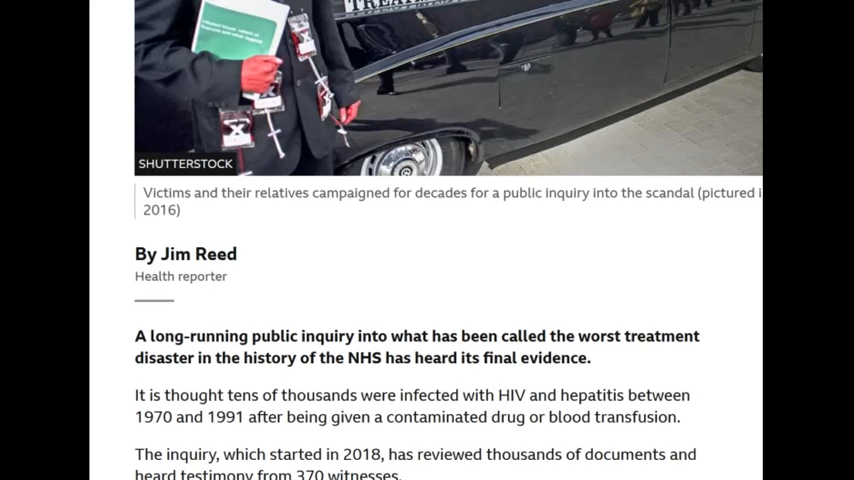 SHUTTERSTOCK
Victims and their relatives campaigned for decades for a public inquiry into the scandal (pictured
2016)
By Jim Reed
Health reporter
A long-running public inquiry into what has been called the worst treatment
disaster in the history of the NHS has heard its final evidence.
It is thought tens of thousands were infected with HIV and hepatitis between
1970 and 1991 after being given a contaminated drug or blood transfusion.
The inquiry, which started in 2018, has reviewed thousands of documents and
heard testimony from 370 witnesses.